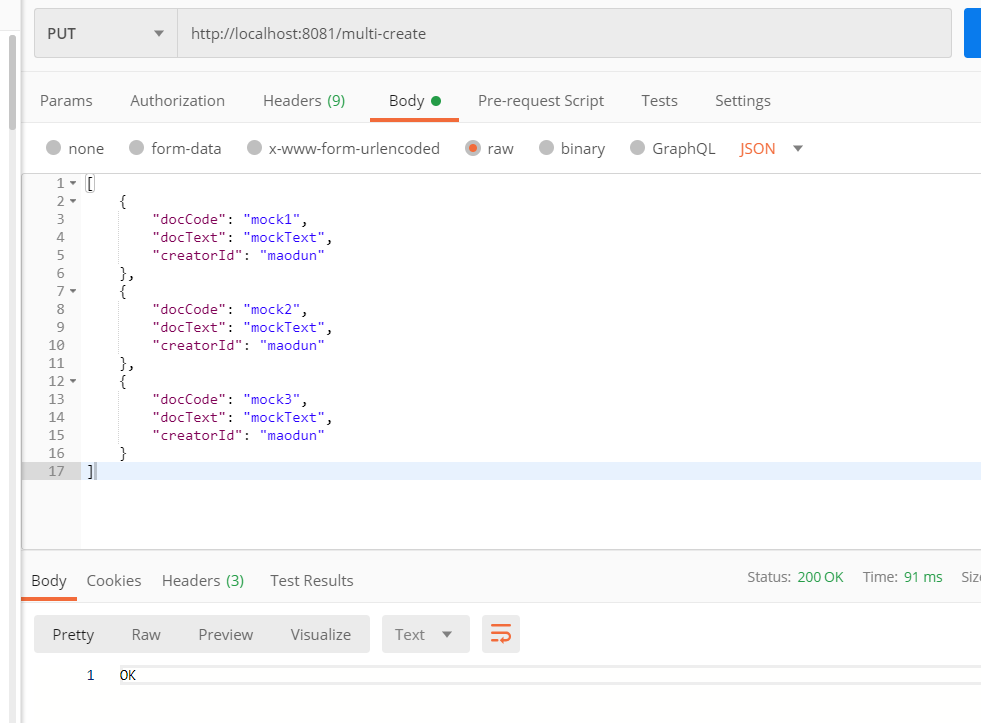 PUT http://localhost:8081/multi-create
Params Authorization Headers (9) Body Pre-request Script Tests Settings
none form-data x-www-form-urlencoded raw binary GraphQL JSON
1 [
2 {
3 "docCode": "mock1",
4 "docText": "mockText",
5 "creatorId": "maodun"
6 },
7 {
8 "docCode": "mock2",
9 "docText": "mockText",
10 "creatorId": "maodun"
11 },
12 {
13 "docCode": "mock3",
14 "docText": "mockText",
15 "creatorId": "maodun"
16 }
17 ]
Body Cookies Headers (3) Test Results Status: 200 OK Time: 91 ms
Pretty Raw Preview Visualize Text
1 OK